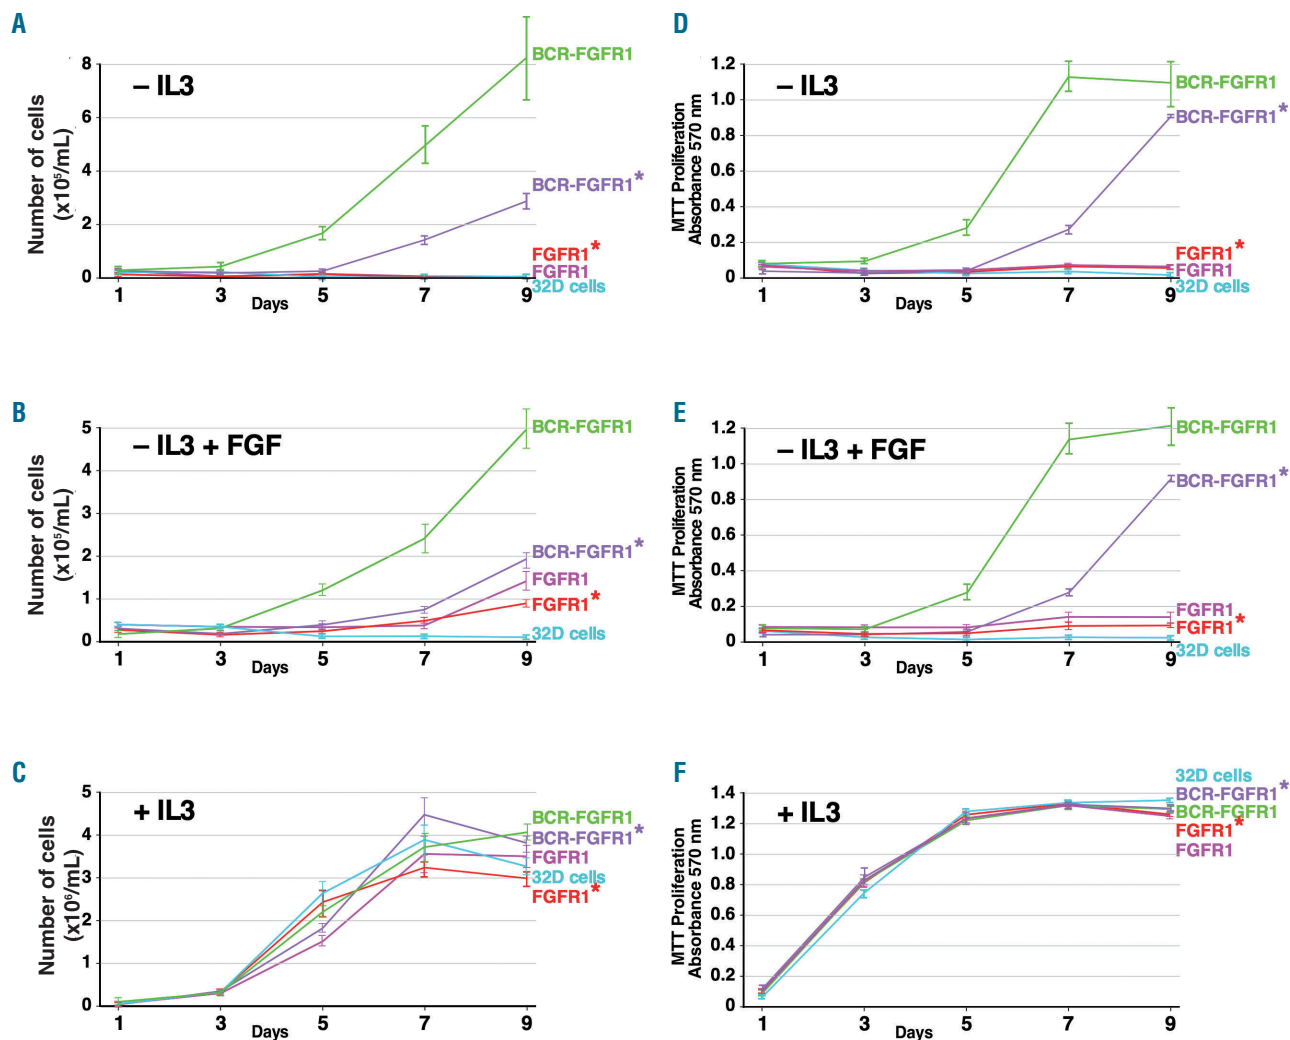 A
– IL3
Number of cells
(x10⁵/mL)
8
6
4
2
0
1 3 5 7 9
Days
BCR-FGFR1
BCR-FGFR1*
FGFR1*
FGFR1
32D cells
D
– IL3
MTT Proliferation
Absorbance 570 nm
1.2
1.0
0.8
0.6
0.4
0.2
0
1 3 5 7 9
Days
BCR-FGFR1
BCR-FGFR1*
FGFR1*
FGFR1
32D cells
B
– IL3 + FGF
Number of cells
(x10⁵/mL)
5
4
3
2
1
0
1 3 5 7 9
Days
BCR-FGFR1
BCR-FGFR1*
FGFR1
FGFR1*
32D cells
E
– IL3 + FGF
MTT Proliferation
Absorbance 570 nm
1.2
1.0
0.8
0.6
0.4
0.2
0
1 3 5 7 9
Days
BCR-FGFR1
BCR-FGFR1*
FGFR1
FGFR1*
32D cells
C
+ IL3
Number of cells
(x10⁶/mL)
5
4
3
2
1
0
1 3 5 7 9
Days
BCR-FGFR1
BCR-FGFR1*
FGFR1
32D cells
FGFR1*
F
+ IL3
MTT Proliferation
Absorbance 570 nm
1.4
1.2
1.0
0.8
0.6
0.4
0.2
0
1 3 5 7 9
Days
32D cells
BCR-FGFR1*
BCR-FGFR1
FGFR1*
FGFR1